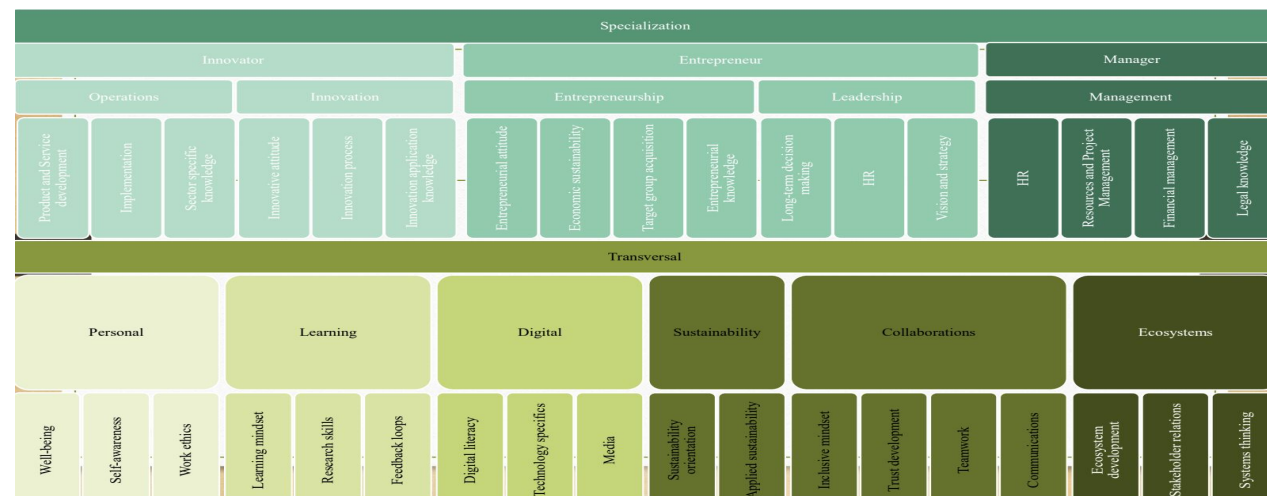 Specialization
Innovator
Entrepreneur
Manager
Operations
Innovation
Entrepreneurship
Leadership
Management
Product and Service
development
Implementation
Sector specific
knowledge
Innovative attitude
Innovation process
Innovation application
knowledge
Entrepreneurial attitude
Economic sustainability
Target group acquisition
Entrepreneurial
knowledge
Long-term decision
making
HR
Vision and strategy
HR
Resources and Project
Management
Financial management
Legal knowledge
Transversal
Personal
Learning
Digital
Sustainability
Collaborations
Ecosystems
Well-being
Self-awareness
Work ethics
Learning mindset
Research skills
Feedback loops
Digital literacy
Technology specifics
Media
Sustainability
orientation
Applied sustainability
Inclusive mindset
Trust development
Teamwork
Communications
Ecosystem
development
Stakeholder relations
Systems thinking